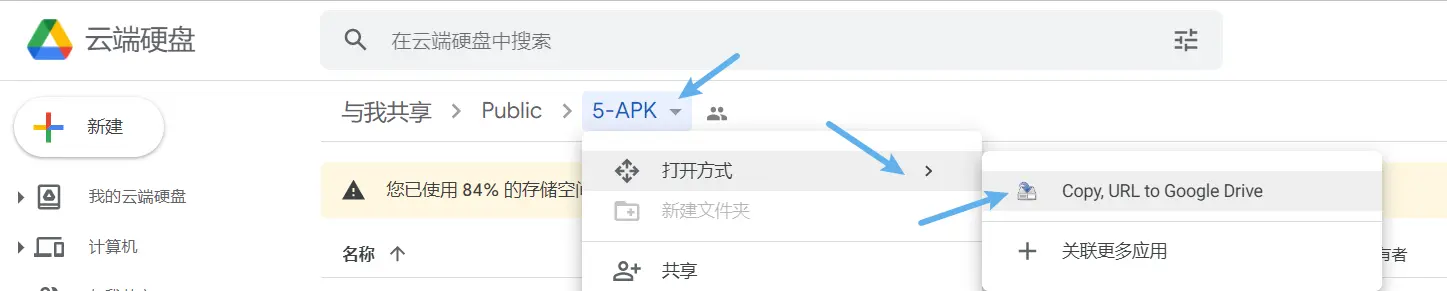 云端硬盘
在云端硬盘中搜索
与我共享 > Public > 5-APK
新建
打开方式
Copy, URL to Google Drive
您已使用 84% 的存储空间
我的云端硬盘
新建文件夹
计算机
名称
共享
关联更多应用
有者